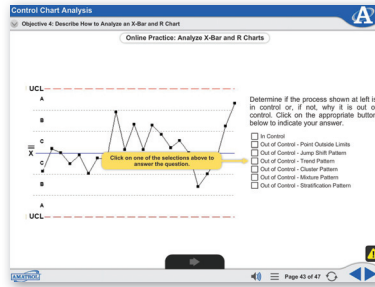 Control Chart Analysis
Objective 4: Describe How to Analyze an X-Bar and R Chart
Online Practice: Analyze X-Bar and R Charts
UCL
A
B
C
X
C
B
A
UCL
Click on one of the selections above to
answer the question.
Determine if the process shown at left is
in control or, if not, why it is out o
control. Click on the appropriate button
below to indicate your answer.
In Control
Out of Control - Point Outside Limits
Out of Control - Jump Shift Pattern
Out of Control - Trend Pattern
Out of Control - Cluster Pattern
Out of Control - Mixture Pattern
Out of Control - Stratification Pattern
AMATROL
Page 43 of 47